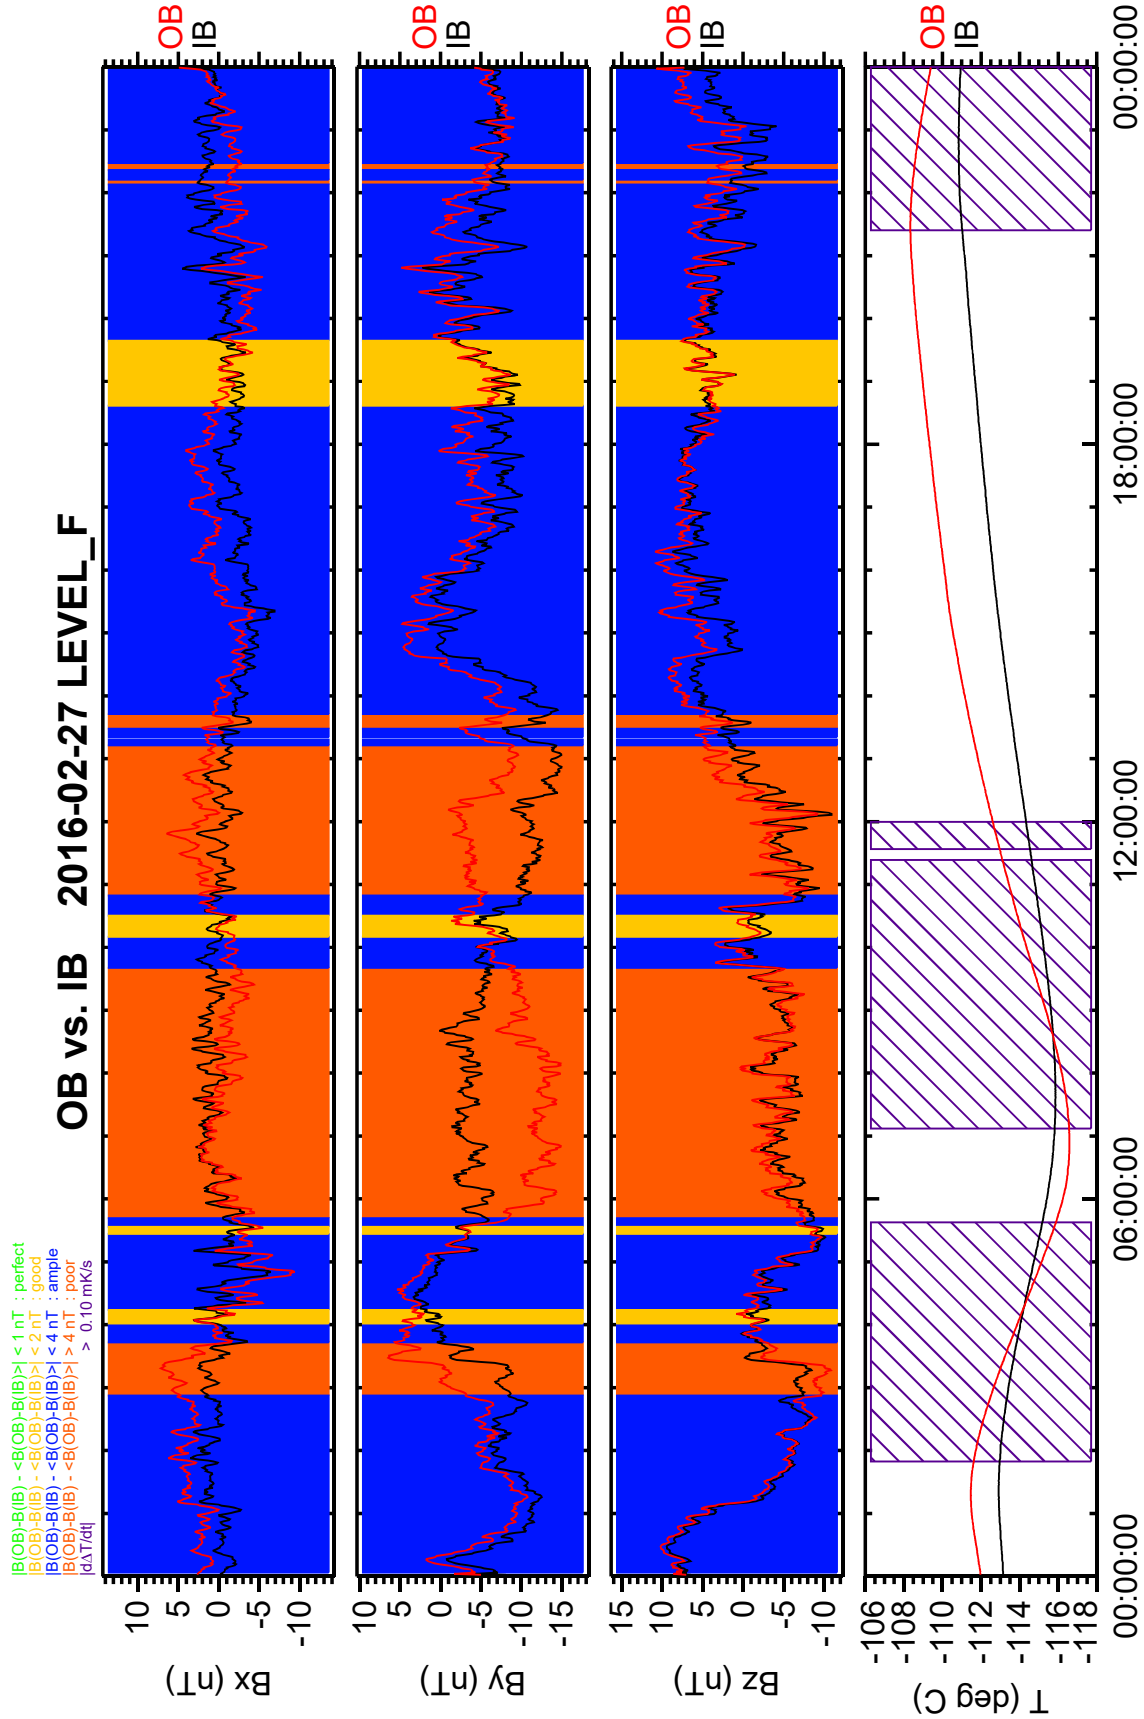 |B(OB)-B(IB) - <B(OB)-B(IB)>| < 1 nT : perfect
|B(OB)-B(IB) - <B(OB)-B(IB)>| < 2 nT : good
|B(OB)-B(IB) - <B(OB)-B(IB)>| < 4 nT : ample
|B(OB)-B(IB) - <B(OB)-B(IB)>| > 4 nT : poor
|dΔT/dt| > 0.10 mK/s
OB vs. IB 2016-02-27 LEVEL_F
Bx (nT)
10
5
0
-5
-10
OB
IB
By (nT)
10
5
0
-5
-10
-15
OB
IB
Bz (nT)
15
10
5
0
-5
-10
OB
IB
T (deg C)
-106
-108
-110
-112
-114
-116
-118
OB
IB
00:00:00
06:00:00
12:00:00
18:00:00
00:00:00